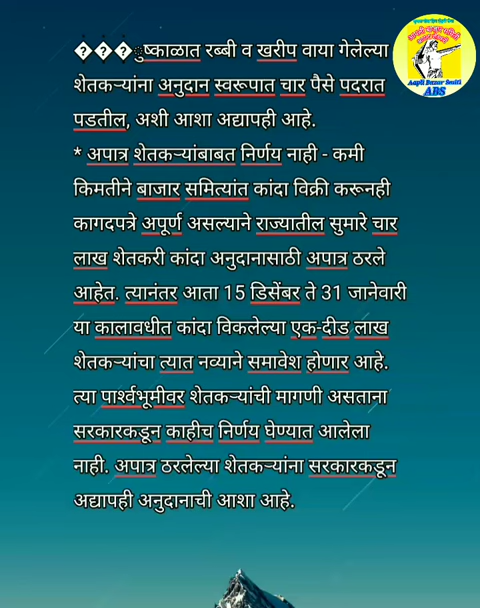 ���ुष्काळात रब्बी व खरीप वाया गेलेल्या
शेतकऱ्यांना अनुदान स्वरूपात चार पैसे पदरात
पडतील, अशी आशा अद्यापही आहे.
* अपात्र शेतकऱ्यांबाबत निर्णय नाही - कमी
किमतीने बाजार समित्यांत कांदा विक्री करूनही
कागदपत्रे अपूर्ण असल्याने राज्यातील सुमारे चार
लाख शेतकरी कांदा अनुदानासाठी अपात्र ठरले
आहेत. त्यानंतर आता 15 डिसेंबर ते 31 जानेवारी
या कालावधीत कांदा विकलेल्या एक-दीड लाख
शेतकऱ्यांचा त्यात नव्याने समावेश होणार आहे.
त्या पार्श्वभूमीवर शेतकऱ्यांची मागणी असताना
सरकारकडून काहीच निर्णय घेण्यात आलेला
नाही. अपात्र ठरलेल्या शेतकऱ्यांना सरकारकडून
अद्यापही अनुदानाची आशा आहे.
Aapli Bazar Smiti
ABS